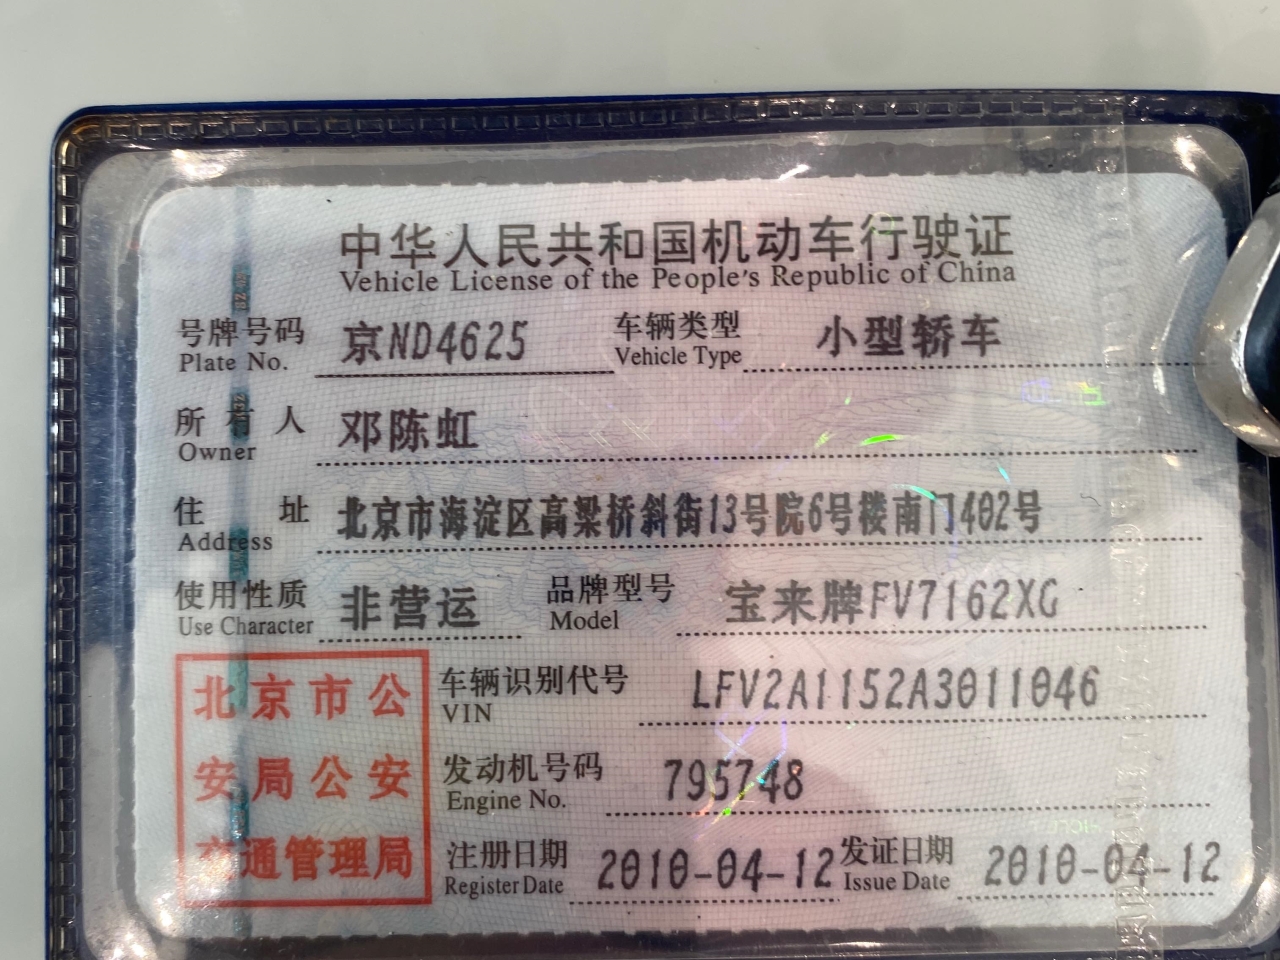 中华人民共和国机动车行驶证
Vehicle License of the People's Republic of China
号牌号码 京ND4625 车辆类型 小型轿车
Plate No. Vehicle Type
所有人 邓陈虹
Owner
住址 北京市海淀区高梁桥斜街13号院6号楼南门402号
Address
使用性质 非营运 品牌型号 宝来牌FV7162XG
Use Character Model
北京市公
安局公安
交通管理局
车辆识别代号 LFV2A1152A3011046
VIN
发动机号码 795748
Engine No.
注册日期 2010-04-12 发证日期 2010-04-12
Register Date Issue Date